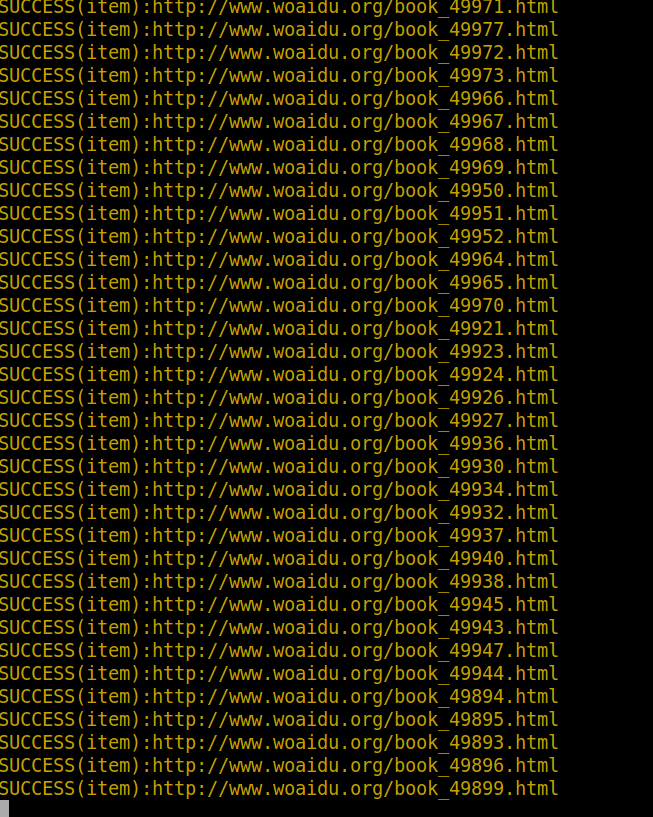 SUCCESS(item):http://www.woaidu.org/book_49971.html
SUCCESS(item):http://www.woaidu.org/book_49977.html
SUCCESS(item):http://www.woaidu.org/book_49972.html
SUCCESS(item):http://www.woaidu.org/book_49973.html
SUCCESS(item):http://www.woaidu.org/book_49966.html
SUCCESS(item):http://www.woaidu.org/book_49967.html
SUCCESS(item):http://www.woaidu.org/book_49968.html
SUCCESS(item):http://www.woaidu.org/book_49969.html
SUCCESS(item):http://www.woaidu.org/book_49950.html
SUCCESS(item):http://www.woaidu.org/book_49951.html
SUCCESS(item):http://www.woaidu.org/book_49952.html
SUCCESS(item):http://www.woaidu.org/book_49964.html
SUCCESS(item):http://www.woaidu.org/book_49965.html
SUCCESS(item):http://www.woaidu.org/book_49970.html
SUCCESS(item):http://www.woaidu.org/book_49921.html
SUCCESS(item):http://www.woaidu.org/book_49923.html
SUCCESS(item):http://www.woaidu.org/book_49924.html
SUCCESS(item):http://www.woaidu.org/book_49926.html
SUCCESS(item):http://www.woaidu.org/book_49927.html
SUCCESS(item):http://www.woaidu.org/book_49936.html
SUCCESS(item):http://www.woaidu.org/book_49930.html
SUCCESS(item):http://www.woaidu.org/book_49934.html
SUCCESS(item):http://www.woaidu.org/book_49932.html
SUCCESS(item):http://www.woaidu.org/book_49937.html
SUCCESS(item):http://www.woaidu.org/book_49940.html
SUCCESS(item):http://www.woaidu.org/book_49938.html
SUCCESS(item):http://www.woaidu.org/book_49945.html
SUCCESS(item):http://www.woaidu.org/book_49943.html
SUCCESS(item):http://www.woaidu.org/book_49947.html
SUCCESS(item):http://www.woaidu.org/book_49944.html
SUCCESS(item):http://www.woaidu.org/book_49894.html
SUCCESS(item):http://www.woaidu.org/book_49895.html
SUCCESS(item):http://www.woaidu.org/book_49893.html
SUCCESS(item):http://www.woaidu.org/book_49896.html
SUCCESS(item):http://www.woaidu.org/book_49899.html